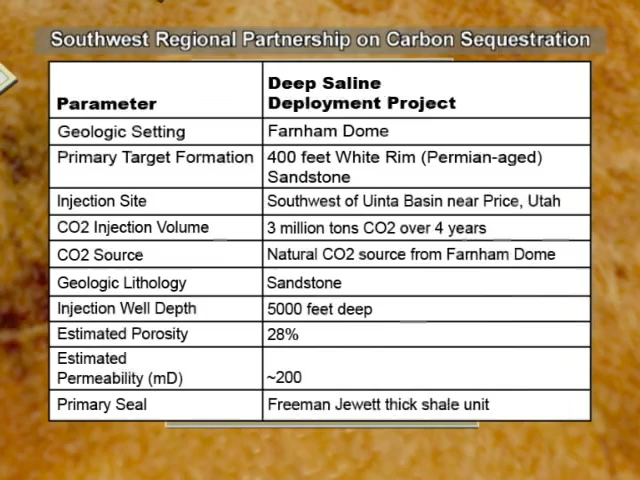 Southwest Regional Partnership on Carbon Sequestration
Parameter
Deep Saline
Deployment Project
Geologic Setting
Farnham Dome
Primary Target Formation
400 feet White Rim (Permian-aged)
Sandstone
Injection Site
Southwest of Uinta Basin near Price, Utah
CO2 Injection Volume
3 million tons CO2 over 4 years
CO2 Source
Natural CO2 source from Farnham Dome
Geologic Lithology
Sandstone
Injection Well Depth
5000 feet deep
Estimated Porosity
28%
Estimated
Permeability (mD)
~200
Primary Seal
Freeman Jewett thick shale unit